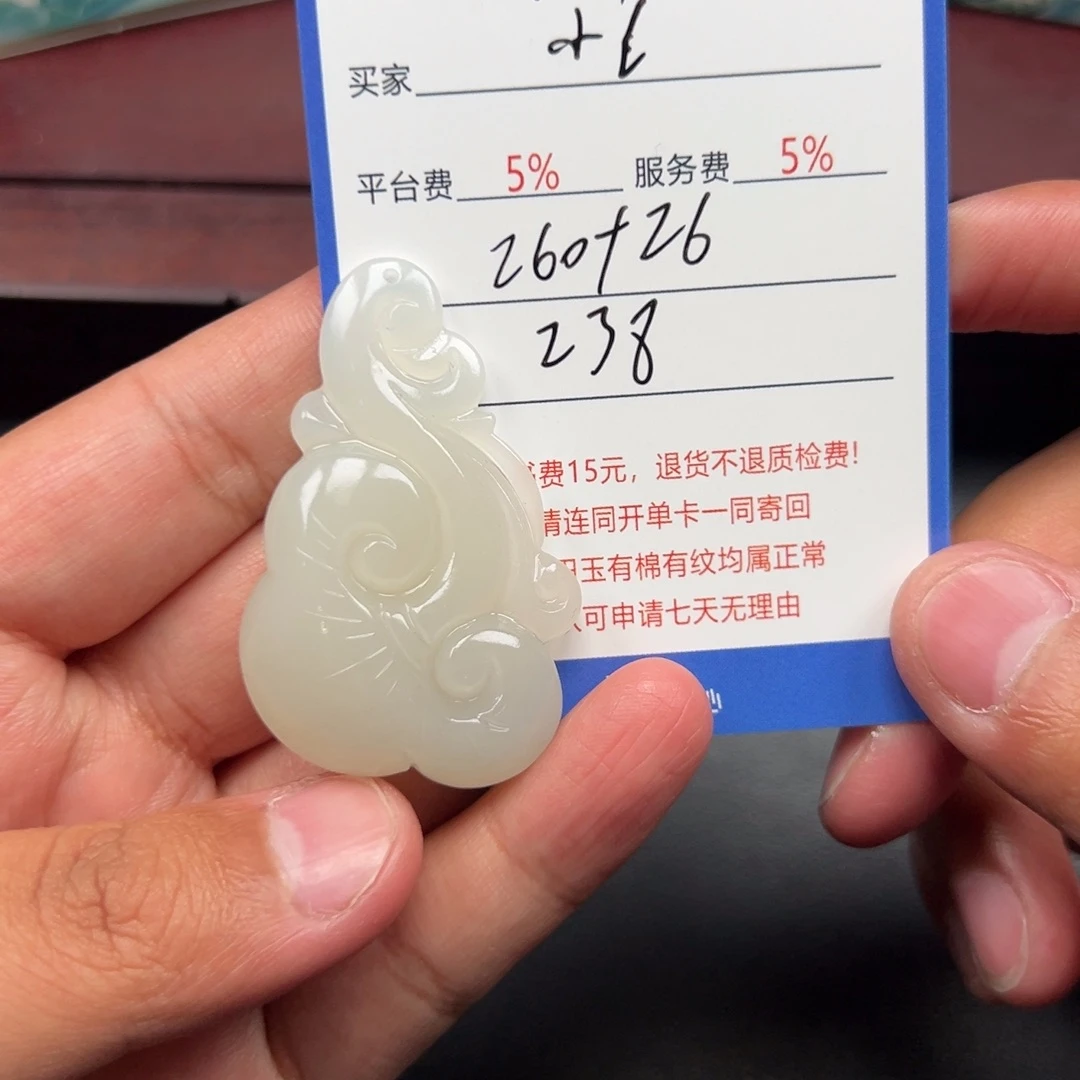 买家
平台费 5% 服务费 5%
260+26
238
费15元，退货不退质检费!
请连同开单卡一同寄回
田玉有棉有纹均属正常
可申请七天无理由